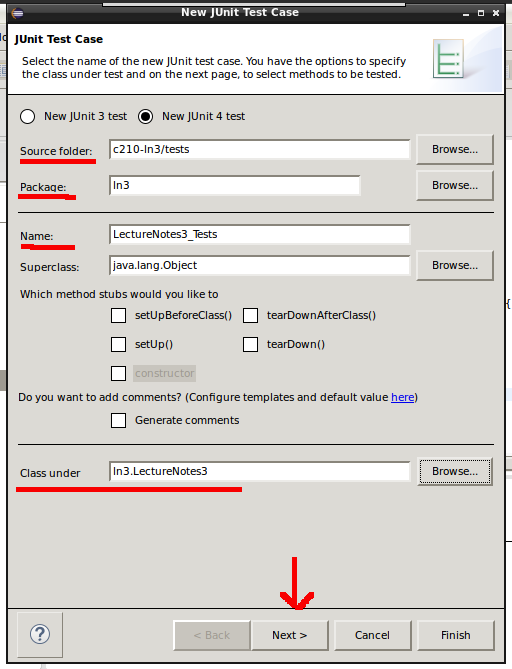 New JUnit Test Case
JUnit Test Case
Select the name of the new JUnit test case. You have the options to specify
the class under test and on the next page, to select methods to be tested.
New JUnit 3 test New JUnit 4 test
Source folder: c210-ln3/tests Browse...
Package: ln3 Browse...
Name: LectureNotes3_Tests
Superclass: java.lang.Object Browse...
Which method stubs would you like to
setUpBeforeClass() tearDownAfterClass()
setUp() tearDown()
constructor
Do you want to add comments? (Configure templates and default value here)
Generate comments
Class under ln3.LectureNotes3 Browse...
? < Back Next > Cancel Finish